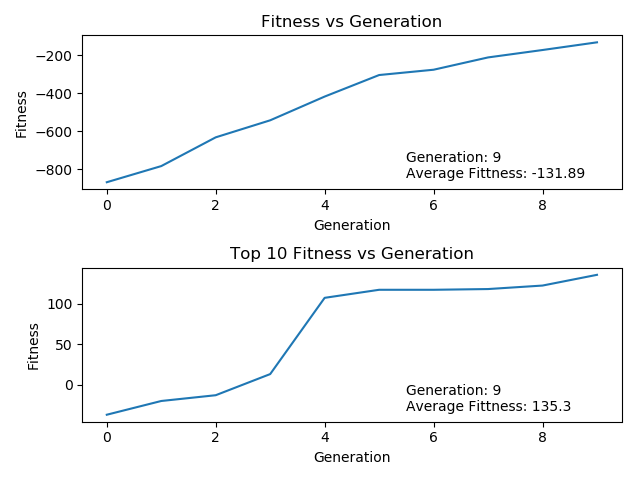 Fitness vs Generation
Fitness
−200
−400
−600
−800
Generation: 9
Average Fittness: -131.89
0 2 4 6 8
Generation
Top 10 Fitness vs Generation
Fitness
100
50
0
Generation: 9
Average Fittness: 135.3
0 2 4 6 8
Generation